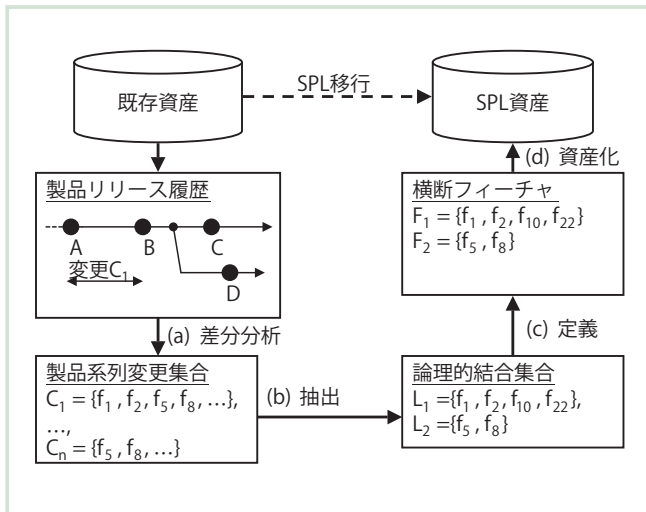 既存資産
SPL移行
SPL資産
製品リリース履歴
A
B
C
D
変更C1
(a) 差分分析
製品系列変更集合
C1 = {f1 , f2, f5, f8 , …},
…,
Cn = {f5 , f8 , …}
(b) 抽出
論理的結合集合
L1 ={f1 , f2, f10 , f22},
L2 ={f5 , f8}
(c) 定義
横断フィーチャ
F1 = {f1 , f2, f10 , f22}
F2 = {f5 , f8}
(d) 資産化